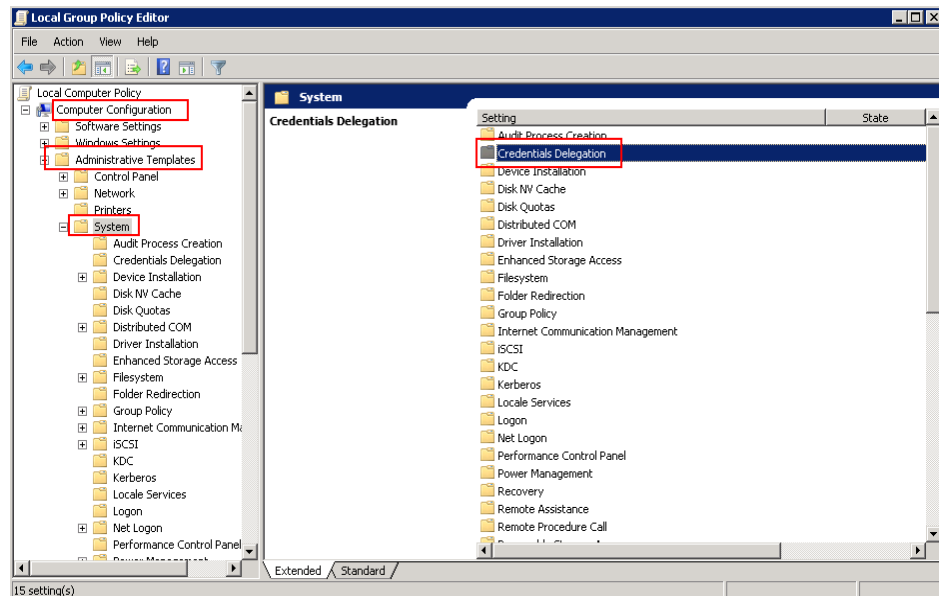 Local Group Policy Editor
File Action View Help
Local Computer Policy
Computer Configuration
Software Settings
Windows Settings
Administrative Templates
Control Panel
Network
Printers
System
Audit Process Creation
Credentials Delegation
Device Installation
Disk NV Cache
Disk Quotas
Distributed COM
Driver Installation
Enhanced Storage Access
Filesystem
Folder Redirection
Group Policy
Internet Communication Ma
iSCSI
KDC
Kerberos
Locale Services
Logon
Net Logon
Performance Control Panel
Power Management
System
Credentials Delegation
Setting State
Audit Process Creation
Credentials Delegation
Device Installation
Disk NV Cache
Disk Quotas
Distributed COM
Driver Installation
Enhanced Storage Access
Filesystem
Folder Redirection
Group Policy
Internet Communication Management
iSCSI
KDC
Kerberos
Locale Services
Logon
Net Logon
Performance Control Panel
Power Management
Recovery
Remote Assistance
Remote Procedure Call
Extended Standard
15 setting(s)